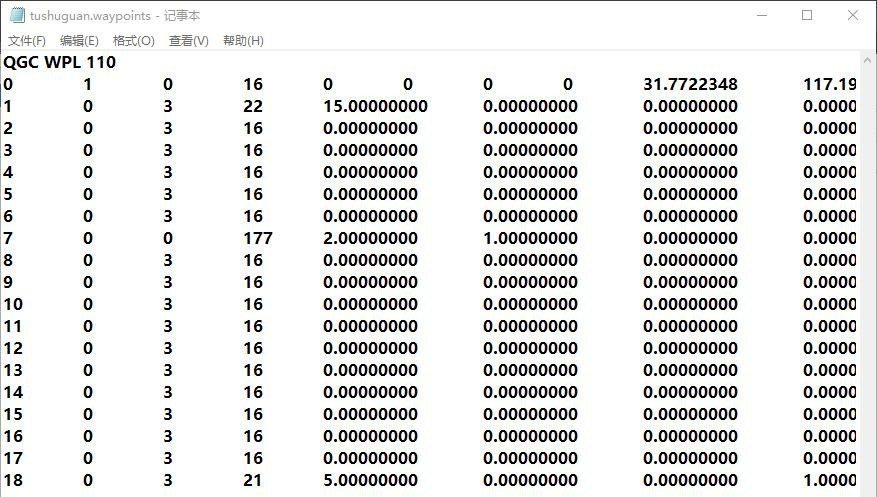 tushuguan.waypoints - 记事本
文件(F) 编辑(E) 格式(O) 查看(V) 帮助(H)
QGC WPL 110
0 1 0 16 0 0 0 0 31.7722348 117.19
1 0 3 22 15.00000000 0.00000000 0.00000000 0.0000
2 0 3 16 0.00000000 0.00000000 0.00000000 0.0000
3 0 3 16 0.00000000 0.00000000 0.00000000 0.0000
4 0 3 16 0.00000000 0.00000000 0.00000000 0.0000
5 0 3 16 0.00000000 0.00000000 0.00000000 0.0000
6 0 3 16 0.00000000 0.00000000 0.00000000 0.0000
7 0 0 177 2.00000000 1.00000000 0.00000000 0.0000
8 0 3 16 0.00000000 0.00000000 0.00000000 0.0000
9 0 3 16 0.00000000 0.00000000 0.00000000 0.0000
10 0 3 16 0.00000000 0.00000000 0.00000000 0.0000
11 0 3 16 0.00000000 0.00000000 0.00000000 0.0000
12 0 3 16 0.00000000 0.00000000 0.00000000 0.0000
13 0 3 16 0.00000000 0.00000000 0.00000000 0.0000
14 0 3 16 0.00000000 0.00000000 0.00000000 0.0000
15 0 3 16 0.00000000 0.00000000 0.00000000 0.0000
16 0 3 16 0.00000000 0.00000000 0.00000000 0.0000
17 0 3 16 0.00000000 0.00000000 0.00000000 0.0000
18 0 3 21 5.00000000 0.00000000 0.00000000 1.0000